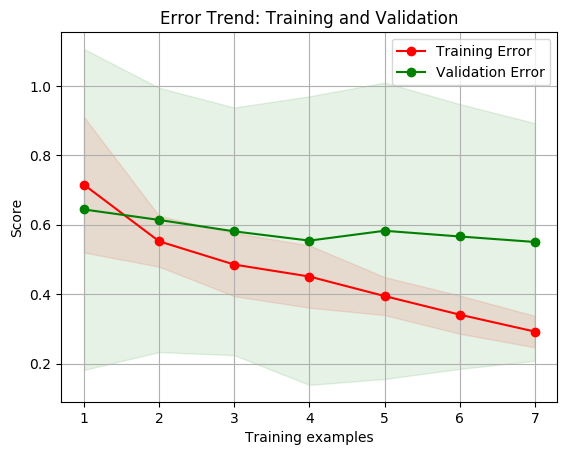 Error Trend: Training and Validation
Training Error
Validation Error
Score
1.0
0.8
0.6
0.4
0.2
1 2 3 4 5 6 7
Training examples